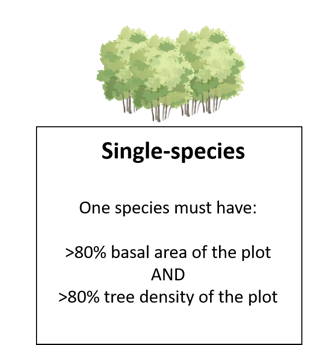 Single-species
One species must have:
>80% basal area of the plot
AND
>80% tree density of the plot